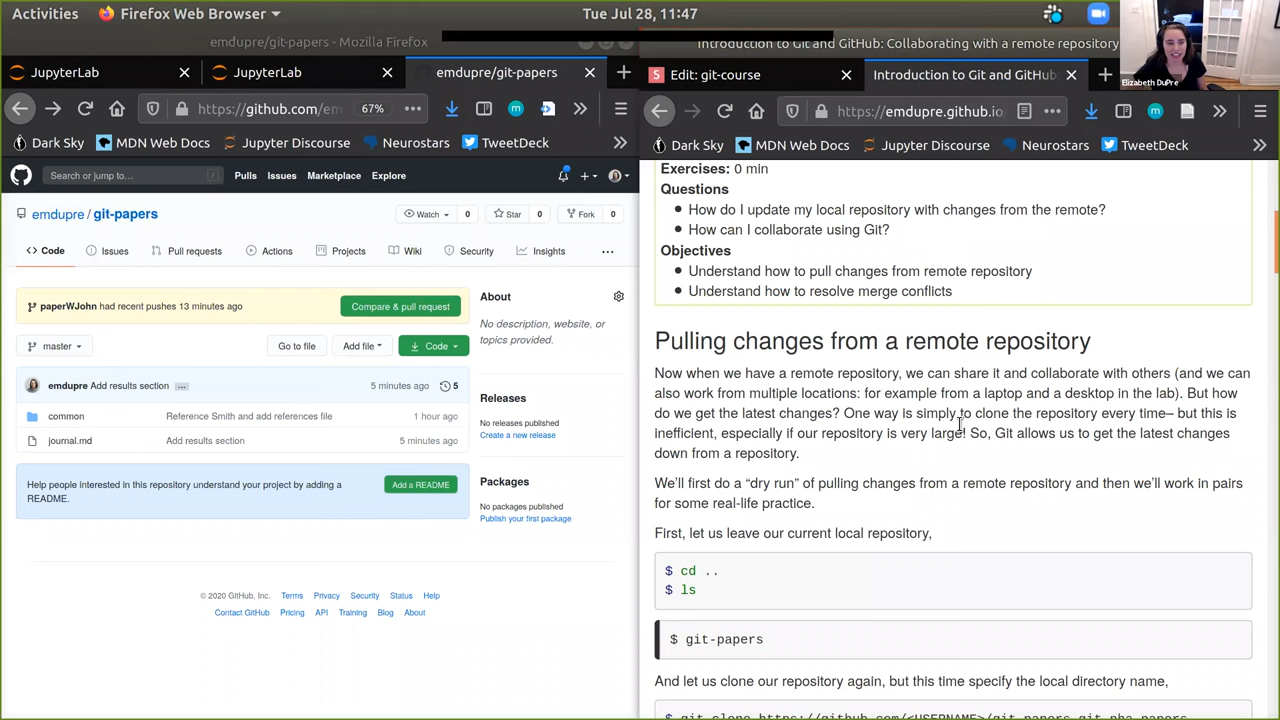 Activities
Firefox Web Browser
Tue Jul 28, 11:47
emdupre/git-papers - Mozilla Firefox
JupyterLab
JupyterLab
emdupre/git-papers
https://github.com/em
67%
Dark Sky
MDN Web Docs
Jupyter Discourse
Neurostars
TweetDeck
Search or jump to...
/
Pulls
Issues
Marketplace
Explore
emdupre / git-papers
Watch 0
Star 0
Fork 0
Code
Issues
Pull requests
Actions
Projects
Wiki
Security
Insights
paperWJohn had recent pushes 13 minutes ago
Compare & pull request
master
Go to file
Add file
Code
emdupre Add results section
5 minutes ago
5
common
Reference Smith and add references file
1 hour ago
journal.md
Add results section
5 minutes ago
Help people interested in this repository understand your project by adding a
README.
Add a README
About
No description, website, or
topics provided.
Releases
No releases published
Create a new release
Packages
No packages published
Publish your first package
© 2020 GitHub, Inc.
Terms
Privacy
Security
Status
Help
Contact GitHub
Pricing
API
Training
Blog
About
Introduction to Git and GitHub: Collaborating with a remote repository
Elizabeth DuPre
Edit: git-course
Introduction to Git and GitHub:
https://emdupre.github.io
Dark Sky
MDN Web Docs
Jupyter Discourse
Neurostars
TweetDeck
Exercises: 0 min
Questions
How do I update my local repository with changes from the remote?
How can I collaborate using Git?
Objectives
Understand how to pull changes from remote repository
Understand how to resolve merge conflicts
Pulling changes from a remote repository
Now when we have a remote repository, we can share it and collaborate with others (and we can
also work from multiple locations: for example from a laptop and a desktop in the lab). But how
do we get the latest changes? One way is simply to clone the repository every time– but this is
inefficient, especially if our repository is very large! So, Git allows us to get the latest changes
down from a repository.
We'll first do a “dry run” of pulling changes from a remote repository and then we'll work in pairs
for some real-life practice.
First, let us leave our current local repository,
$ cd ..
$ ls
$ git-papers
And let us clone our repository again, but this time specify the local directory name,